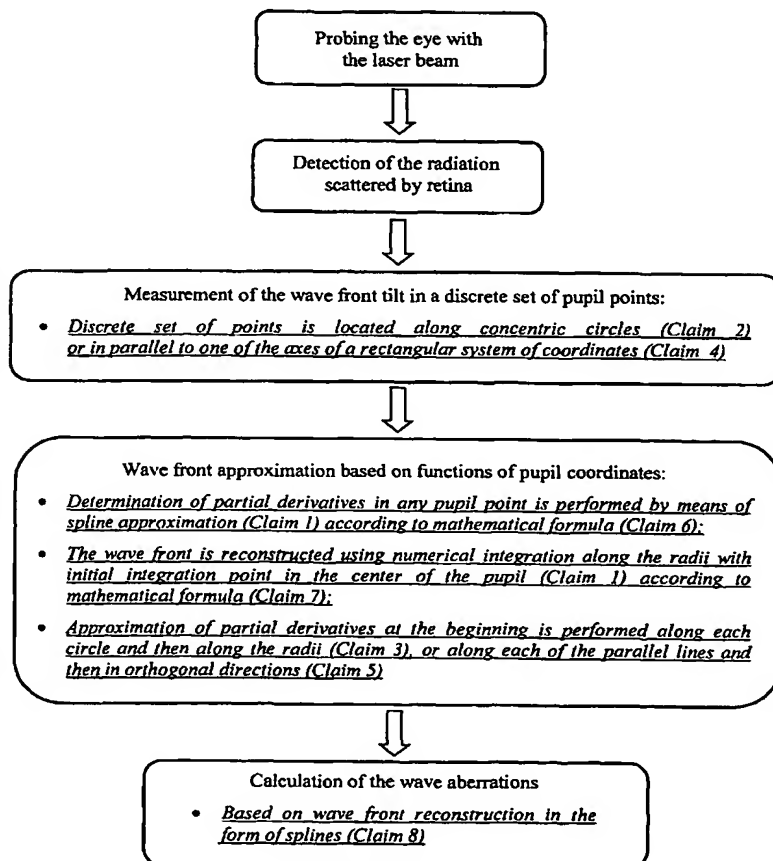 Probing the eye with
the laser beam
Detection of the radiation
scattered by retina
Measurement of the wave front tilt in a discrete set of pupil points:
• Discrete set of points is located along concentric circles (Claim 2)
or in parallel to one of the axes of a rectangular system of coordinates (Claim 4)
Wave front approximation based on functions of pupil coordinates:
• Determination of partial derivatives in any pupil point is performed by means of
spline approximation (Claim 1) according to mathematical formula (Claim 6);
• The wave front is reconstructed using numerical integration along the radii with
initial integration point in the center of the pupil (Claim 1) according to
mathematical formula (Claim 7);
• Approximation of partial derivatives at the beginning is performed along each
circle and then along the radii (Claim 3), or along each of the parallel lines and
then in orthogonal directions (Claim 5)
Calculation of the wave aberrations
• Based on wave front reconstruction in the
form of splines (Claim 8)